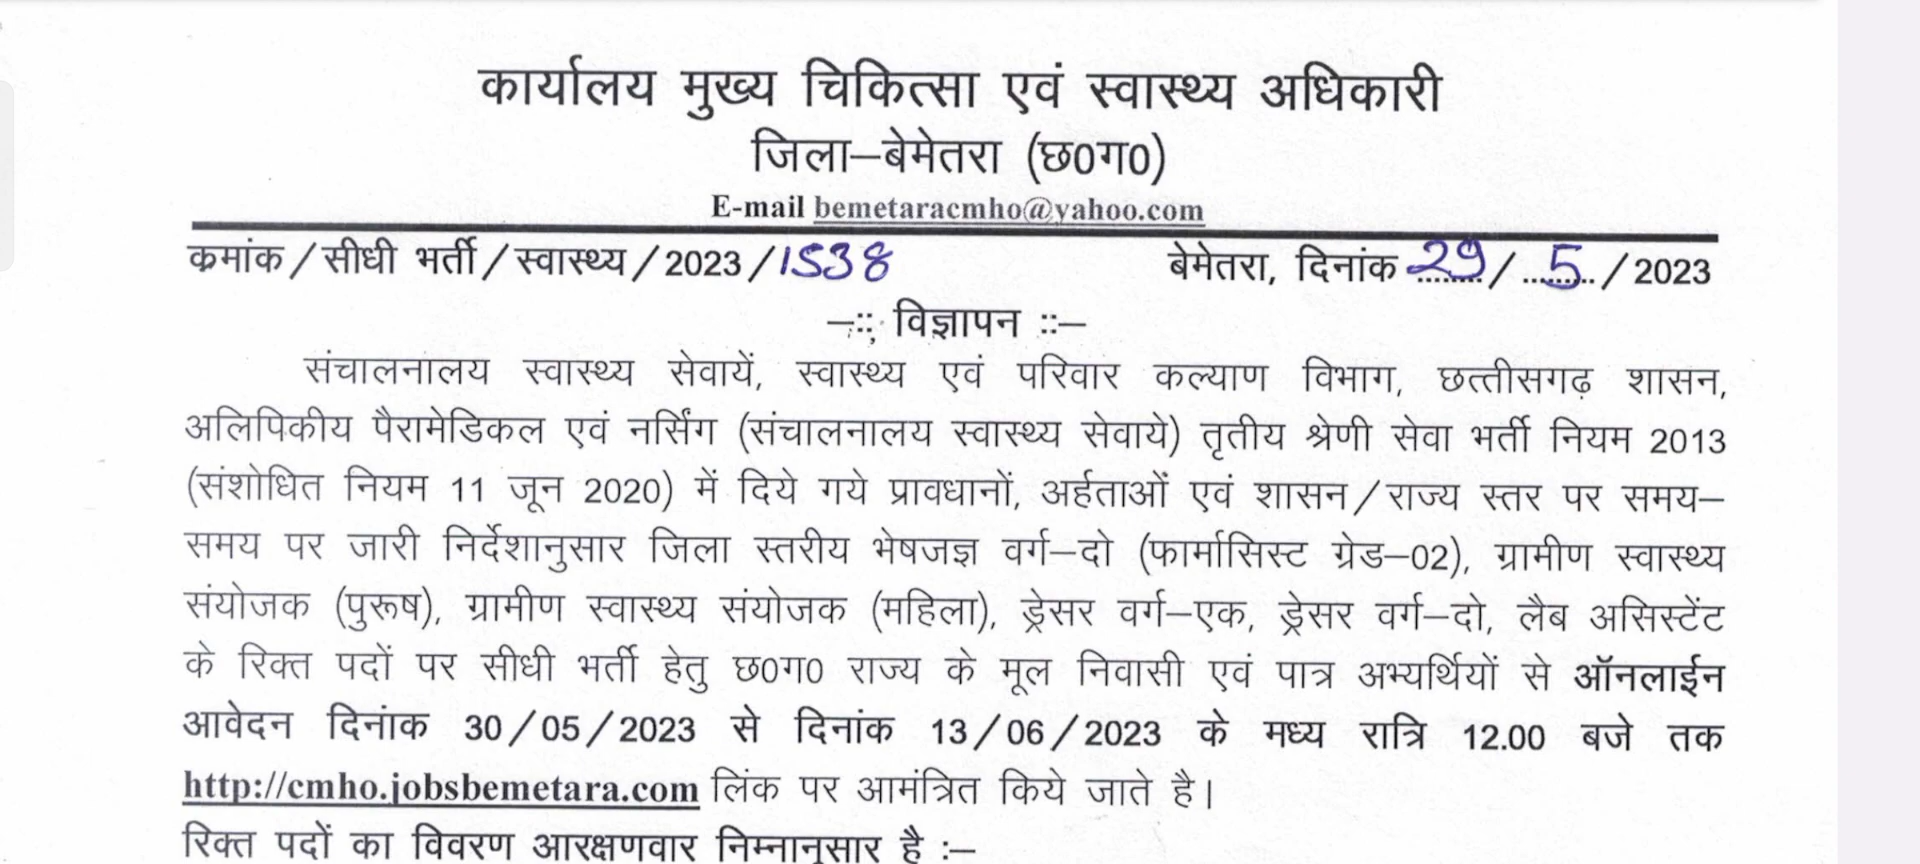 कार्यालय मुख्य चिकित्सा एवं स्वास्थ्य अधिकारी
जिला–बेमेतरा (छ0ग0)
E-mail bemetaracmho@yahoo.com
क्रमांक/सीधी भर्ती/स्वास्थ्य/2023/1538 बेमेतरा, दिनांक 29/5/2023
–:: विज्ञापन ::–
संचालनालय स्वास्थ्य सेवायें, स्वास्थ्य एवं परिवार कल्याण विभाग, छत्तीसगढ़ शासन,
अलिपिकीय पैरामेडिकल एवं नर्सिंग (संचालनालय स्वास्थ्य सेवाये) तृतीय श्रेणी सेवा भर्ती नियम 2013
(संशोधित नियम 11 जून 2020) में दिये गये प्रावधानों, अर्हताओं एवं शासन/राज्य स्तर पर समय–
समय पर जारी निर्देशानुसार जिला स्तरीय भेषजज्ञ वर्ग–दो (फार्मासिस्ट ग्रेड–02), ग्रामीण स्वास्थ्य
संयोजक (पुरूष), ग्रामीण स्वास्थ्य संयोजक (महिला), ड्रेसर वर्ग–एक, ड्रेसर वर्ग–दो, लैब असिस्टेंट
के रिक्त पदों पर सीधी भर्ती हेतु छ0ग0 राज्य के मूल निवासी एवं पात्र अभ्यर्थियों से ऑनलाईन
आवेदन दिनांक 30/05/2023 से दिनांक 13/06/2023 के मध्य रात्रि 12.00 बजे तक
http://cmho.jobsbemetara.com लिंक पर आमंत्रित किये जाते है।
रिक्त पदों का विवरण आरक्षणवार निम्नानुसार है :–